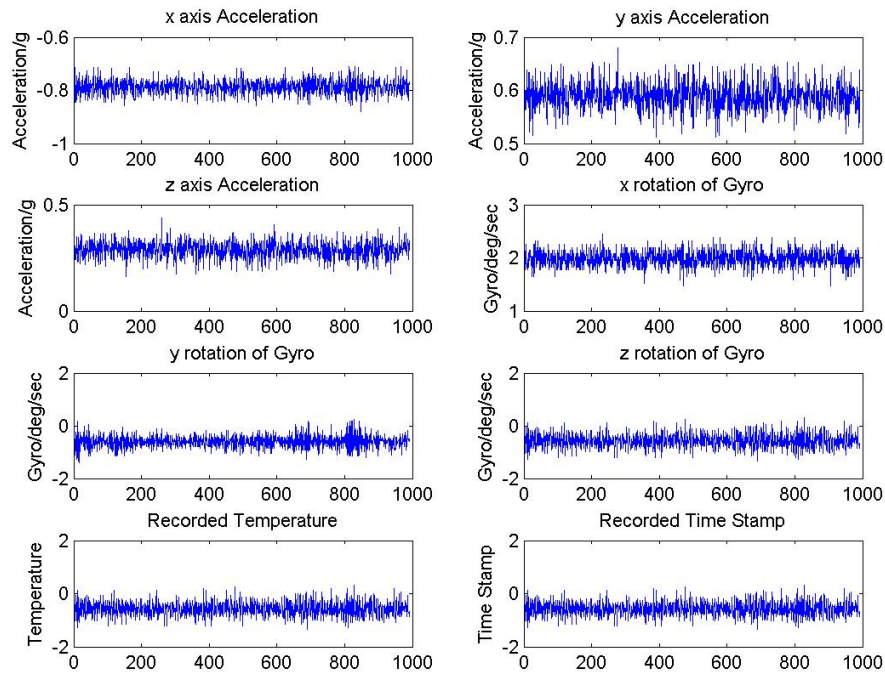 x axis Acceleration
Acceleration/g
-0.6
-0.8
-1
0 200 400 600 800 1000
y axis Acceleration
Acceleration/g
0.7
0.6
0.5
0 200 400 600 800 1000
z axis Acceleration
Acceleration/g
0.5
0
0 200 400 600 800 1000
x rotation of Gyro
Gyro/deg/sec
3
2
1
0 200 400 600 800 1000
y rotation of Gyro
Gyro/deg/sec
2
0
-2
0 200 400 600 800 1000
z rotation of Gyro
Gyro/deg/sec
2
0
-2
0 200 400 600 800 1000
Recorded Temperature
Temperature
2
0
-2
0 200 400 600 800 1000
Recorded Time Stamp
Time Stamp
2
0
-2
0 200 400 600 800 1000